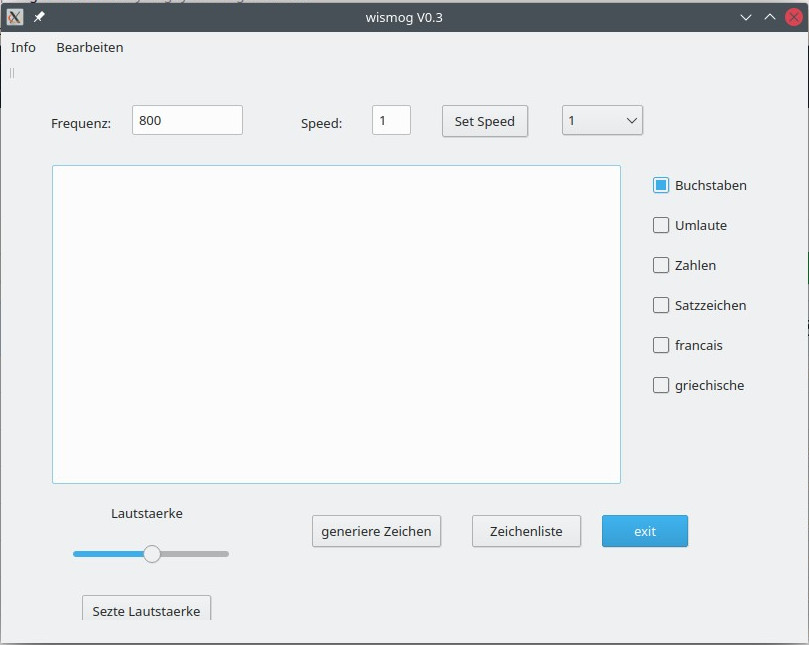 wismog V0.3
Info Bearbeiten
Frequenz: 800 Speed: 1 Set Speed 1
Buchstaben
Umlaute
Zahlen
Satzzeichen
francais
griechische
Lautstaerke
generiere Zeichen Zeichenliste exit
Sezte Lautstaerke